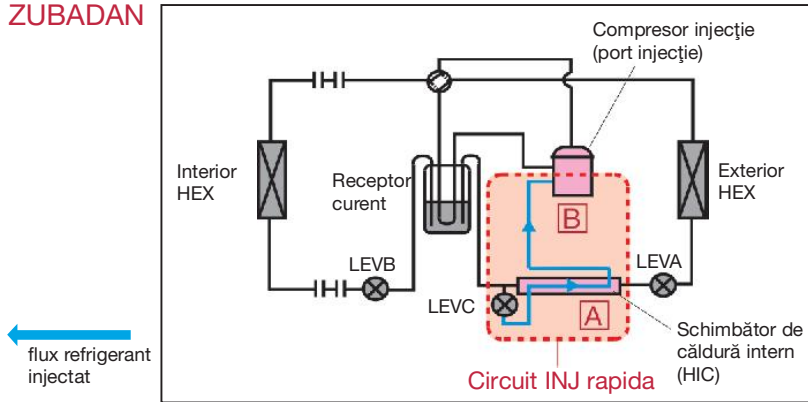 ZUBADAN
Compresor injecţie
(port injecţie)
Interior
HEX
Receptor
curent
Exterior
HEX
B
LEVB
LEVA
LEVC
A
Schimbător de
căldură intern
(HIC)
flux refrigerant
injectat
Circuit INJ rapida